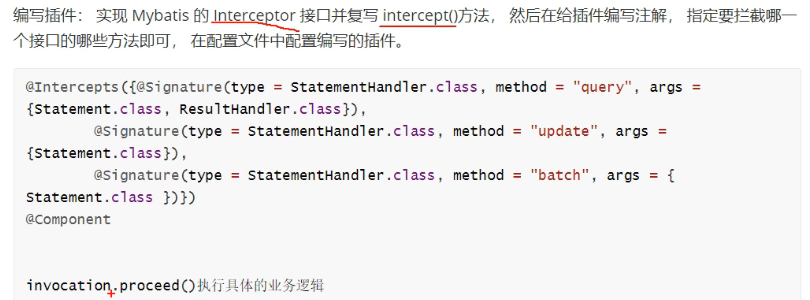 编写插件： 实现 Mybatis 的 Interceptor 接口并复写 intercept()方法， 然后在给插件编写注解， 指定要拦截哪一
个接口的哪些方法即可， 在配置文件中配置编写的插件。
@Intercepts({@Signature(type = StatementHandler.class, method = "query", args =
{Statement.class, ResultHandler.class}),
@Signature(type = StatementHandler.class, method = "update", args =
{Statement.class}),
@Signature(type = StatementHandler.class, method = "batch", args = {
Statement.class })})
@Component
invocation.proceed()执行具体的业务逻辑